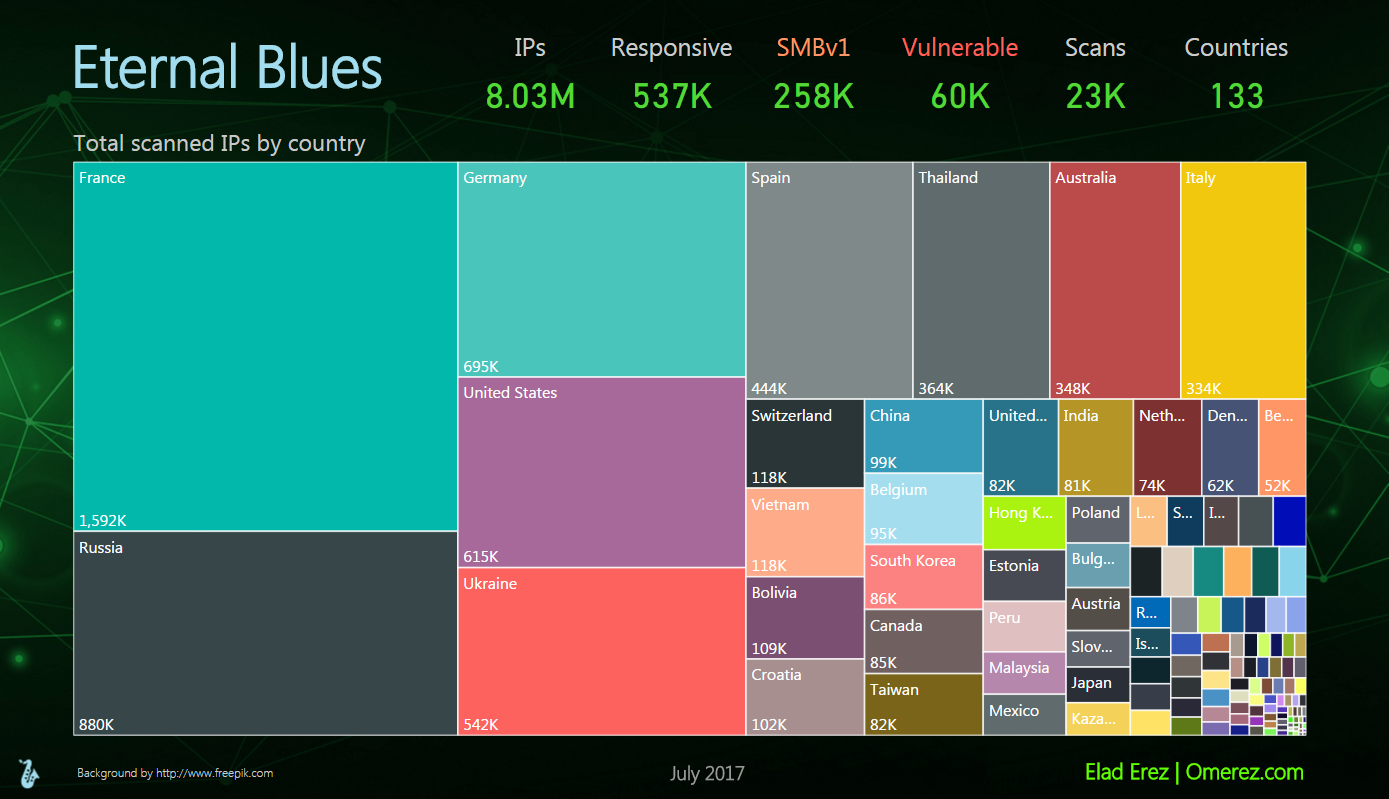 Eternal Blues
IPs
8.03M
Responsive
537K
SMBv1
258K
Vulnerable
60K
Scans
23K
Countries
133
Total scanned IPs by country
France
1,592K
Russia
880K
Germany
695K
United States
615K
Ukraine
542K
Spain
444K
Thailand
364K
Australia
348K
Italy
334K
Switzerland
118K
Vietnam
118K
Bolivia
109K
Croatia
102K
China
99K
Belgium
95K
South Korea
86K
Canada
85K
Taiwan
82K
United...
82K
India
81K
Neth...
74K
Den...
62K
Be...
52K
Hong K...
Estonia
Peru
Malaysia
Mexico
Poland
Bulg...
Austria
Slov...
Japan
Kaza...
L...
S...
I...
R...
Is...
Background by http://www.freepik.com
July 2017
Elad Erez | Omerez.com